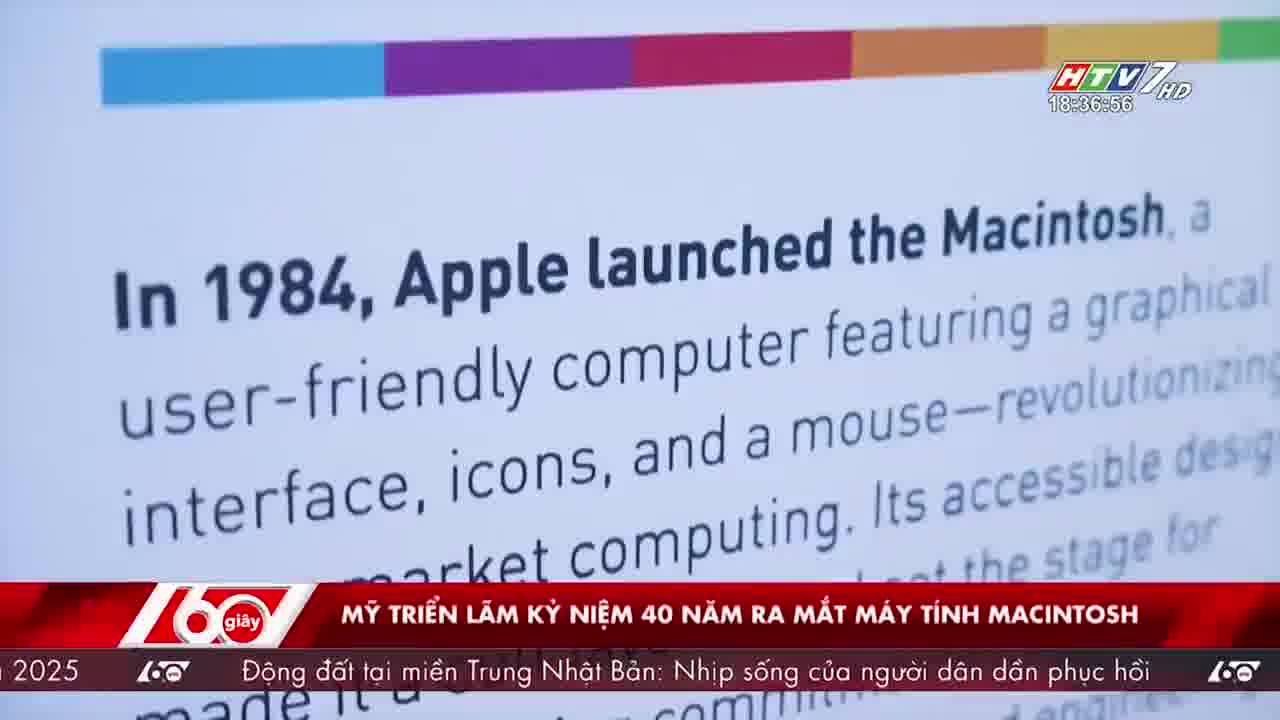 HTV7 HD
18:36:56
In 1984, Apple launched the Macintosh, a
user-friendly computer featuring a graphical
interface, icons, and a mouse—revolutionizing
market computing. Its accessible desig
set the stage for
60 giây
MỸ TRIỂN LÃM KỶ NIỆM 40 NĂM RA MẮT MÁY TÍNH MACINTOSH
2025 60 Động đất tại miền Trung Nhật Bản: Nhịp sống của người dân dần phục hồi 60
made it a